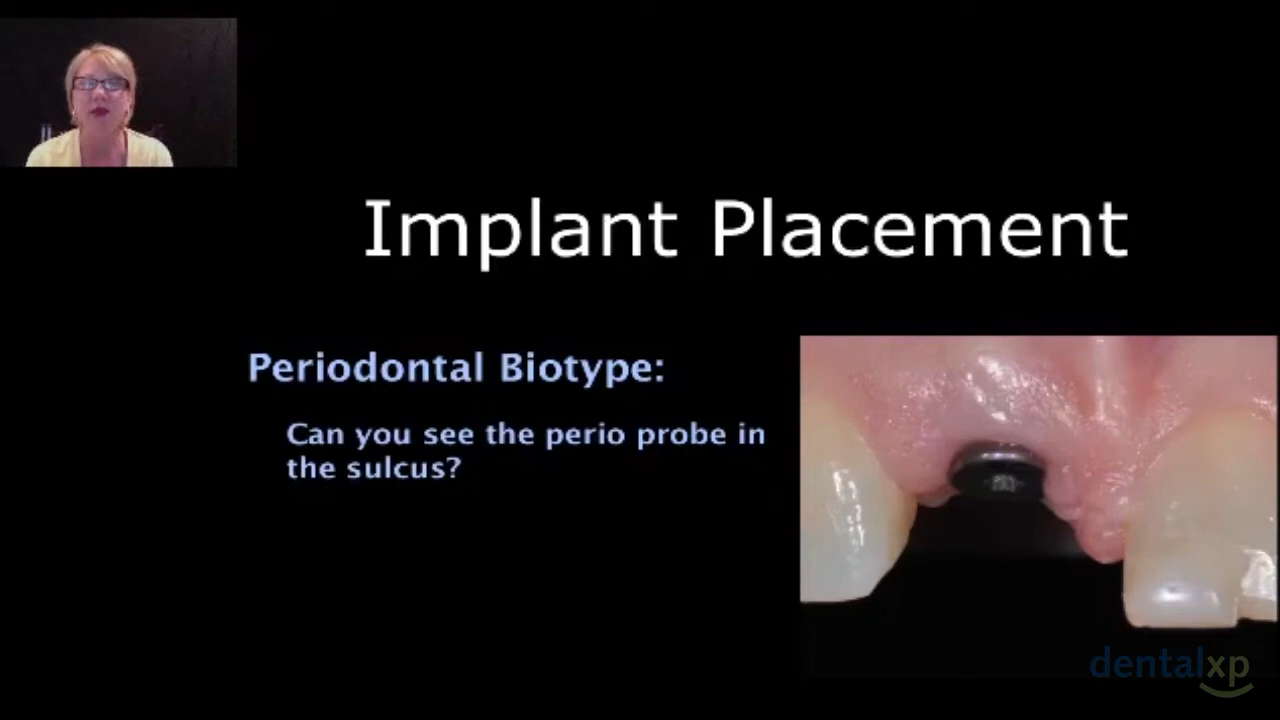 Implant Placement
Periodontal Biotype:
Can you see the perio probe in
the sulcus?
dentalxp